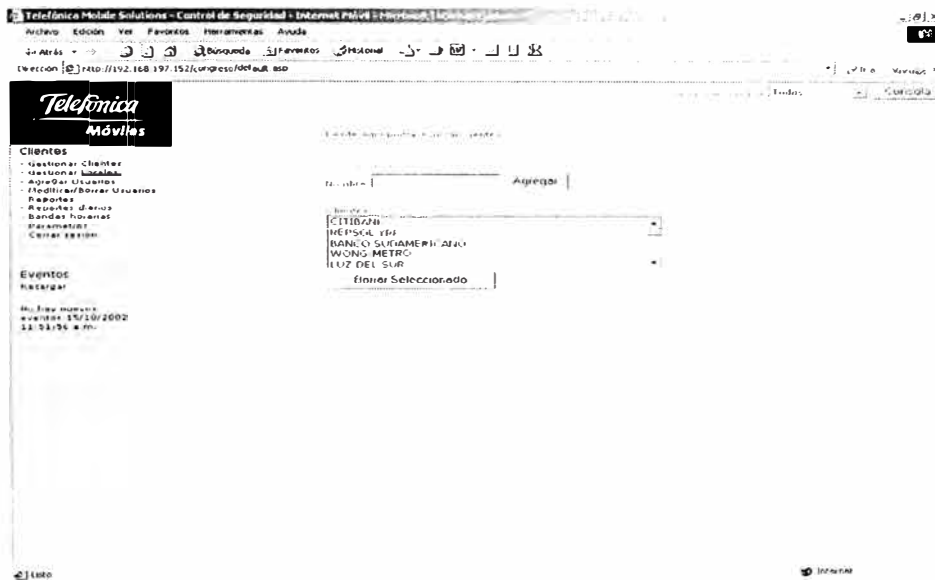 Telefónica Mobile Solutions - Control de Seguridad - Internet Móvil
Archivo Edición Ver Favoritos Herramientas Ayuda
Atrás Búsqueda Favoritos Historial
Dirección http://192.168.197.152/congreso/default.asp
Todos Consola
Telefónica
Móviles
Clientes
- Gestionar Clientes
- Gestionar Locales
- Agregar Usuarios
- Modificar/Borrar Usuarios
Reportes
- Reportes diarios
- Bandas horarias
Parametros
- Cerrar sesión
Nombre Agregar
Clientes
CITIBANK
REPSOL YPF
BANCO SUDAMERICANO
WONG METRO
LUZ DEL SUR
Borrar Seleccionado
Eventos
Recargar
No hay nuevos
eventos 15/10/2002
11:51:56 a.m.
Listo Internet